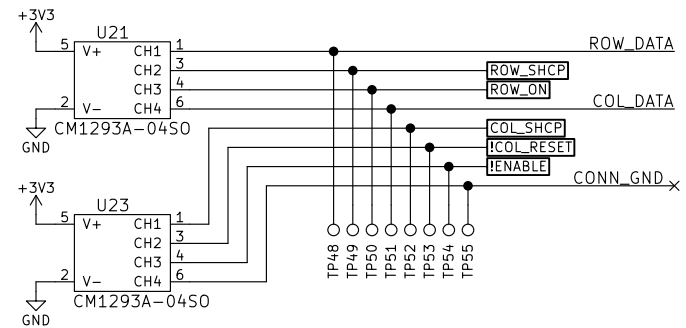 +3V3
U21
5 V+ CH1 1 ROW_DATA
CH2 3 ROW_SHCP
CH3 4 ROW_ON
2 V- CH4 6 COL_DATA
CM1293A-04SO COL_SHCP
GND !COL_RESET
!ENABLE
+3V3 CONN_GND
U23
5 V+ CH1 1
CH2 3
CH3 4
2 V- CH4 6
CM1293A-04SO
GND
TP48
TP49
TP50
TP51
TP52
TP53
TP54
TP55